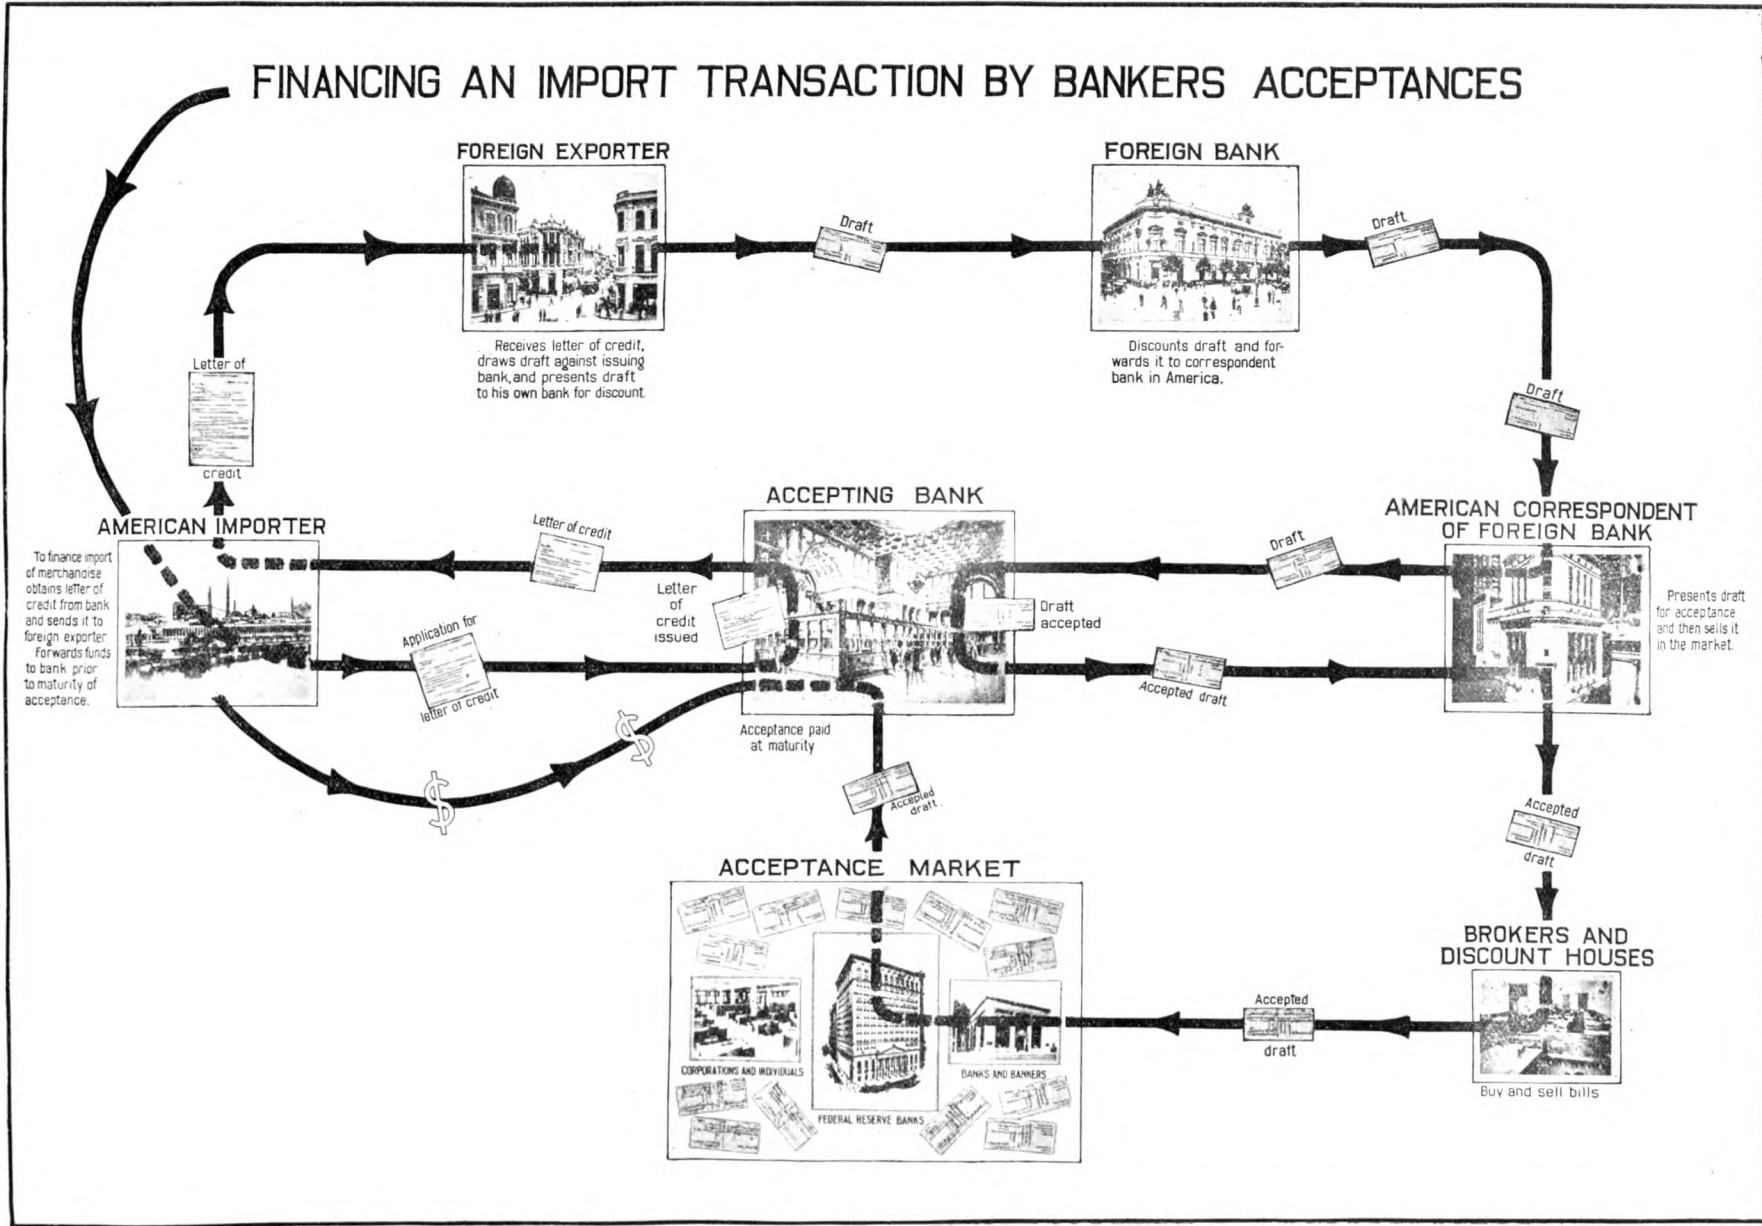 FINANCING AN IMPORT TRANSACTION BY BANKERS ACCEPTANCES
FOREIGN EXPORTER
Receives letter of credit,
draws draft against issuing
bank, and presents draft
to his own bank for discount.
Draft
FOREIGN BANK
Discounts draft and for-
wards it to correspondent
bank in America.
Draft
Draft
Letter of
credit
AMERICAN IMPORTER
To finance import
of merchandise
obtains letter of
credit from bank
and sends it to
foreign exporter
Forwards funds
to bank prior
to maturity of
acceptance.
Letter of credit
Application for
letter of credit
$
$
ACCEPTING BANK
Letter
of
credit
issued
Draft
accepted
Acceptance paid
at maturity
Draft
Accepted draft
AMERICAN CORRESPONDENT
OF FOREIGN BANK
Presents draft
for acceptance
and then sells it
in the market.
Accepted
draft
Accepted
draft.
ACCEPTANCE MARKET
CORPORATIONS AND INDIVIDUALS
FEDERAL RESERVE BANKS
BANKS AND BANKERS
Accepted
draft
BROKERS AND
DISCOUNT HOUSES
Buy and sell bills